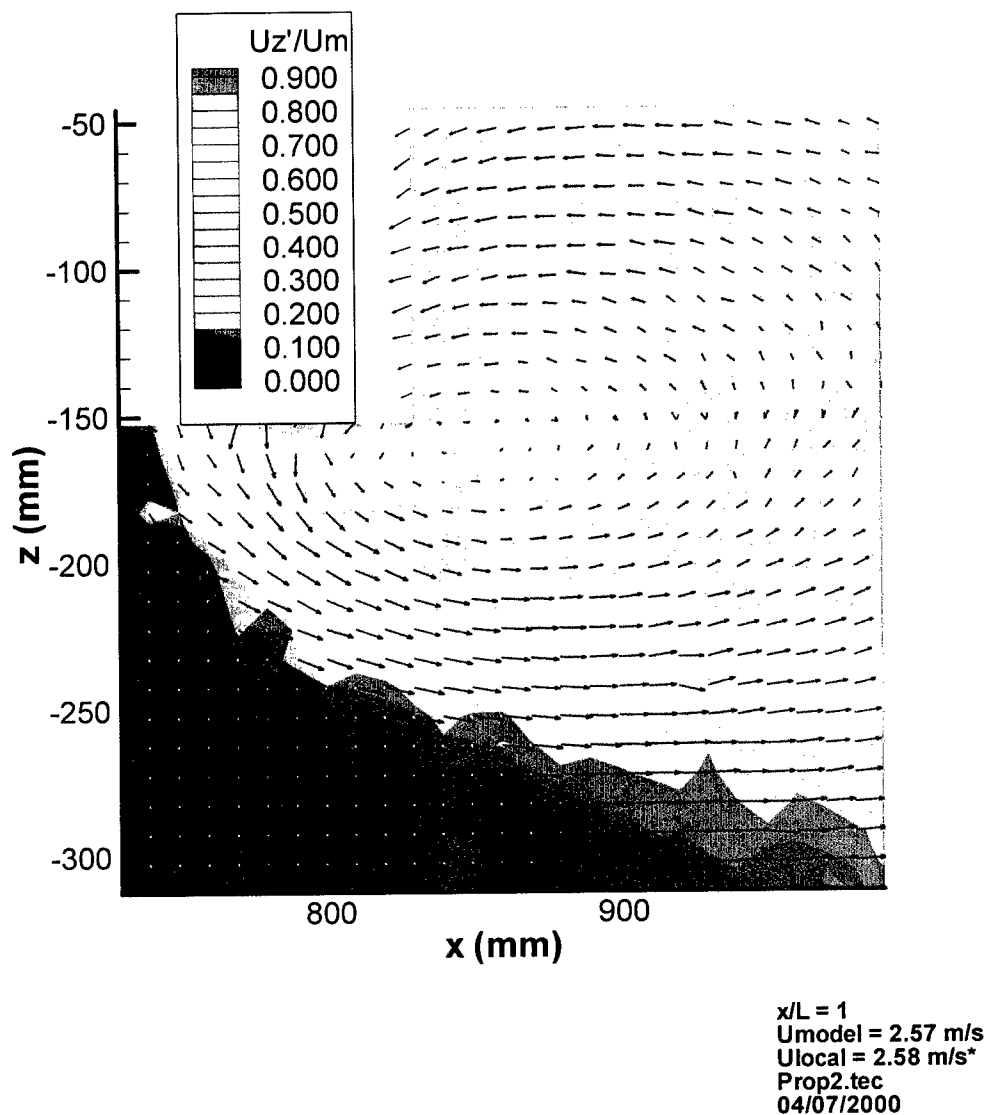 Uz'/Um
0.900
0.800
0.700
0.600
0.500
0.400
0.300
0.200
0.100
0.000
-50
-100
-150
-200
-250
-300
z (mm)
800
900
x (mm)
x/L = 1
Umodel = 2.57 m/s
Ulocal = 2.58 m/s*
Prop2.tec
04/07/2000